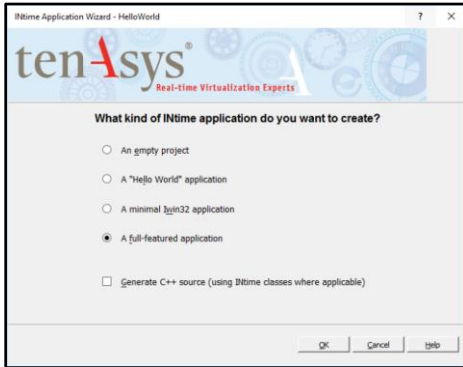 INtime Application Wizard - HelloWorld
? ×
tenAsys®
Real-time Virtualization Experts
What kind of INtime application do you want to create?
An empty project
A "Hello World" application
A minimal Iwin32 application
A full-featured application
Generate C++ source (using INtime classes where applicable)
OK Cancel Help